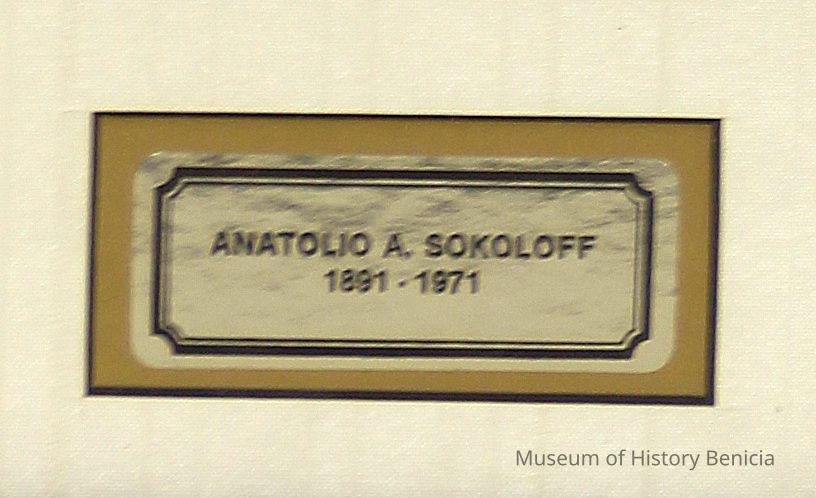 ANATOLIO A. SOKOLOFF
1891 - 1971
Museum of History Benicia